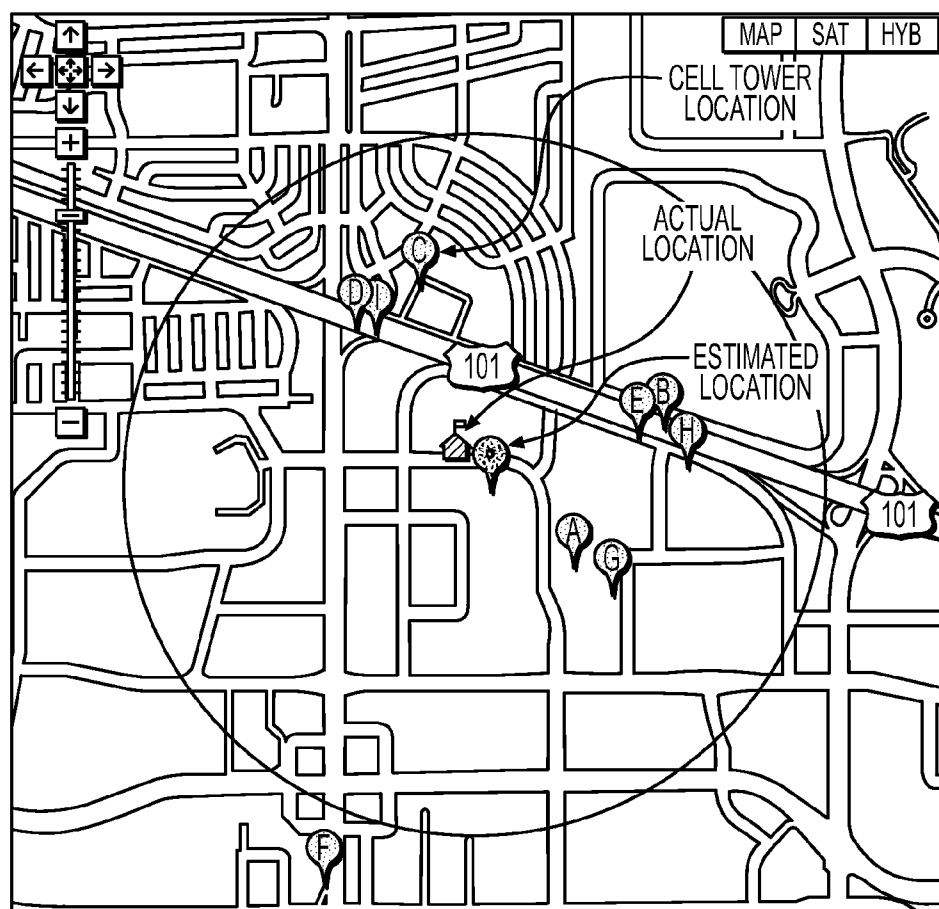 MAP SAT HYB
CELL TOWER
LOCATION
ACTUAL
LOCATION
C
D I
101
ESTIMATED
LOCATION
E B
H
101
A
G
F